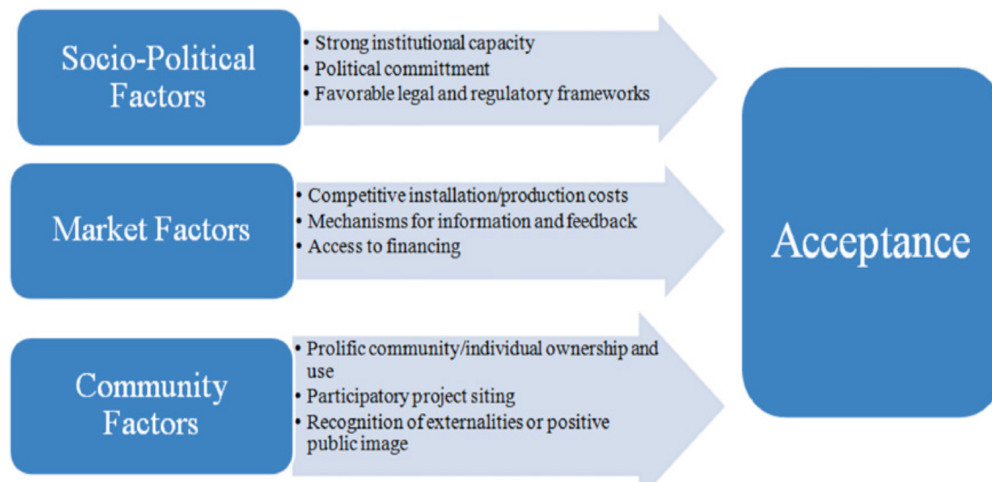 Socio-Political
Factors
• Strong institutional capacity
• Political committment
• Favorable legal and regulatory frameworks
Market Factors
• Competitive installation/production costs
• Mechanisms for information and feedback
• Access to financing
Community
Factors
• Prolific community/individual ownership and
use
• Participatory project siting
• Recognition of externalities or positive
public image
Acceptance